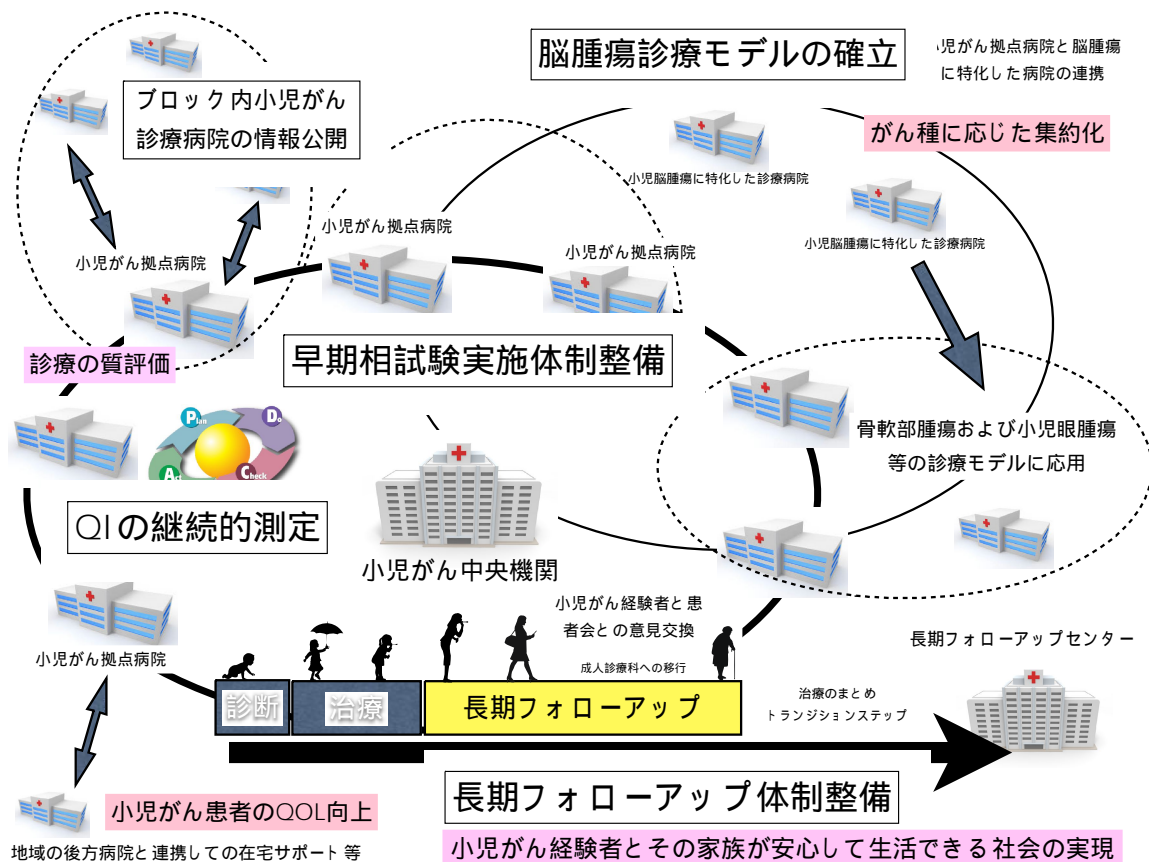 脳腫瘍診療モデルの確立
小児がん拠点病院と脳腫瘍
に特化した病院の連携
ブロック内小児がん
診療病院の情報公開
がん種に応じた集約化
小児脳腫瘍に特化した診療病院
小児脳腫瘍に特化した診療病院
小児がん拠点病院
小児がん拠点病院
小児がん拠点病院
診療の質評価
早期相試験実施体制整備
Plan
Do
Check
Ac
骨軟部腫瘍および小児眼腫瘍
等の診療モデルに応用
QIの継続的測定
小児がん中央機関
小児がん経験者と患
者会との意見交換
成人診療科への移行
小児がん拠点病院
長期フォローアップセンター
診断
治療
長期フォローアップ
治療のまとめ
トランジションステップ
長期フォローアップ体制整備
小児がん患者のQOL向上
地域の後方病院と連携しての在宅サポート等
小児がん経験者とその家族が安心して生活できる社会の実現